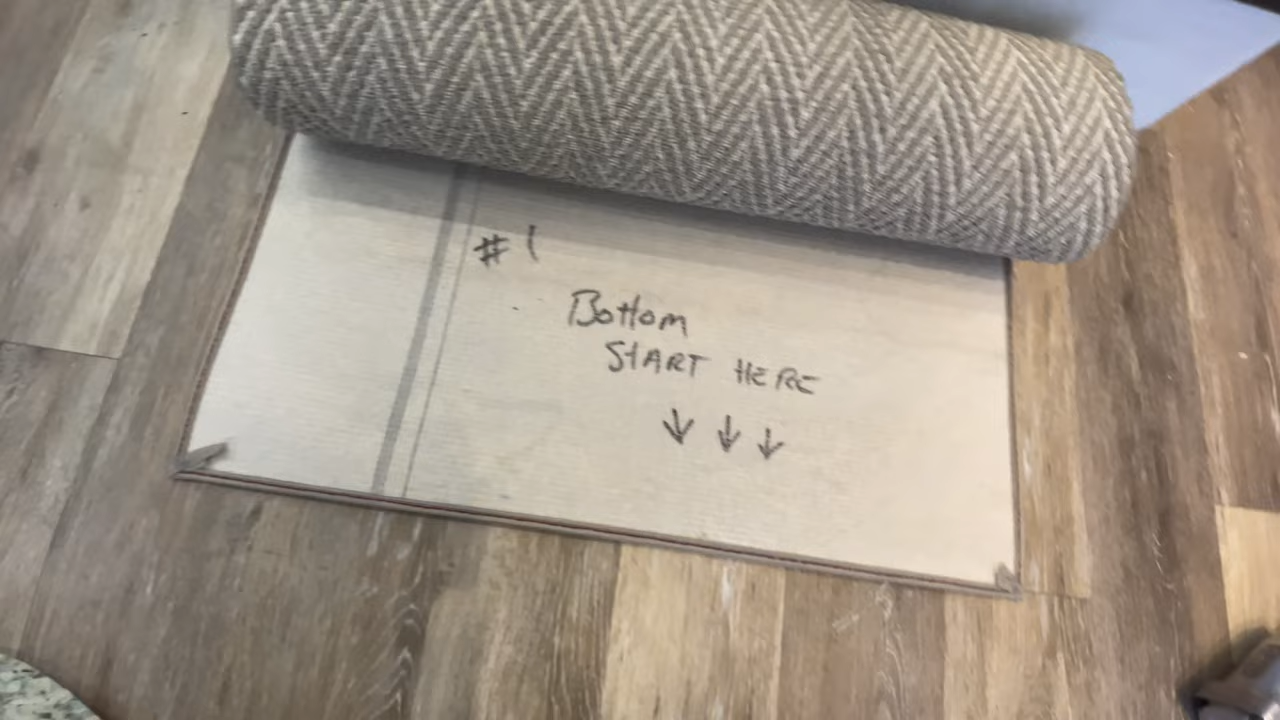 #1
Bottom
START HERE
↓ ↓ ↓